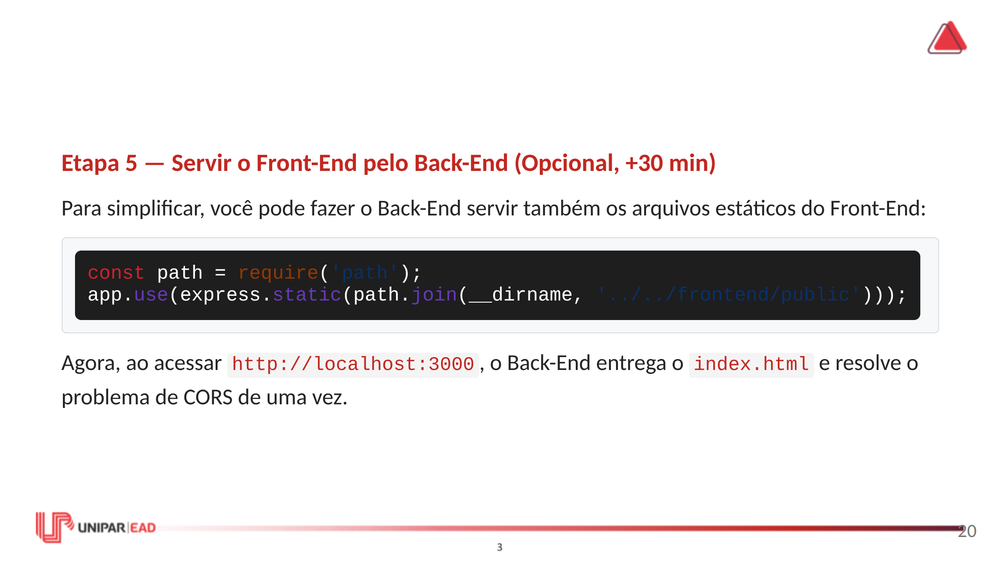 Etapa 5 — Servir o Front-End pelo Back-End (Opcional, +30 min)
Para simplificar, você pode fazer o Back-End servir também os arquivos estáticos do Front-End:
const path = require('path');
app.use(express.static(path.join(__dirname, '../../frontend/public')));
Agora, ao acessar http://localhost:3000, o Back-End entrega o index.html e resolve o
problema de CORS de uma vez.
UNIPAR|EAD
20
3